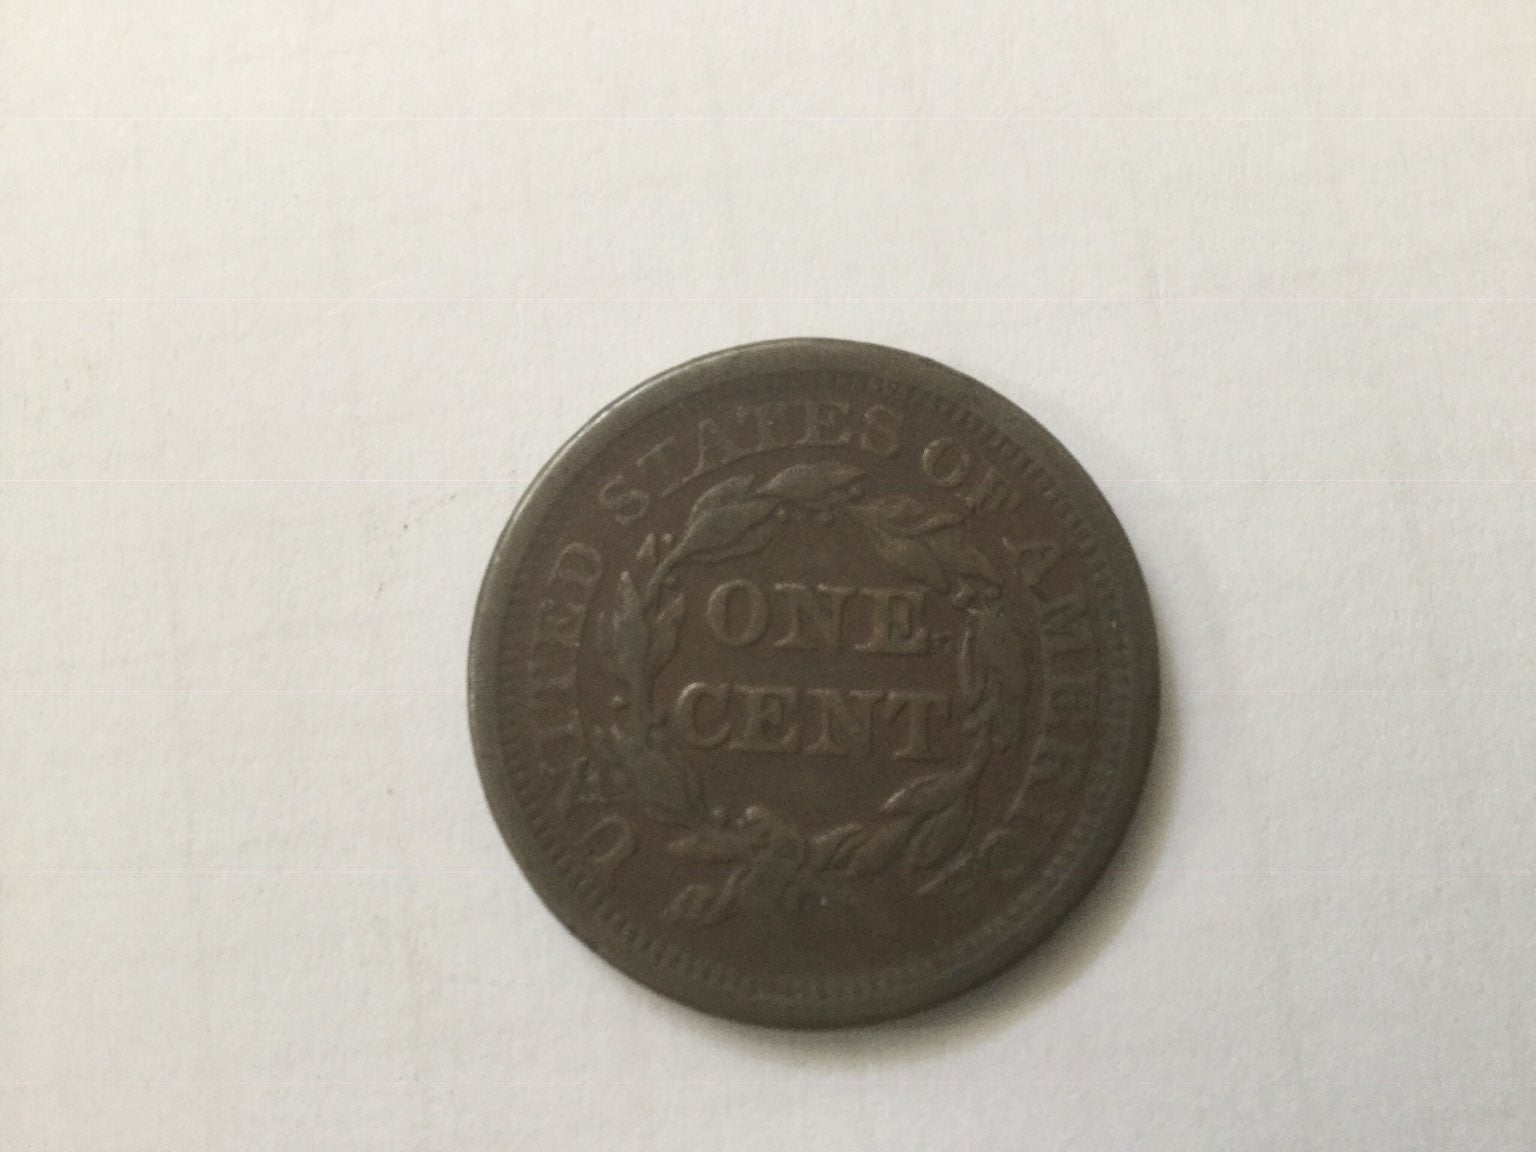 UNITED STATES OF AMERICA
ONE
CENT